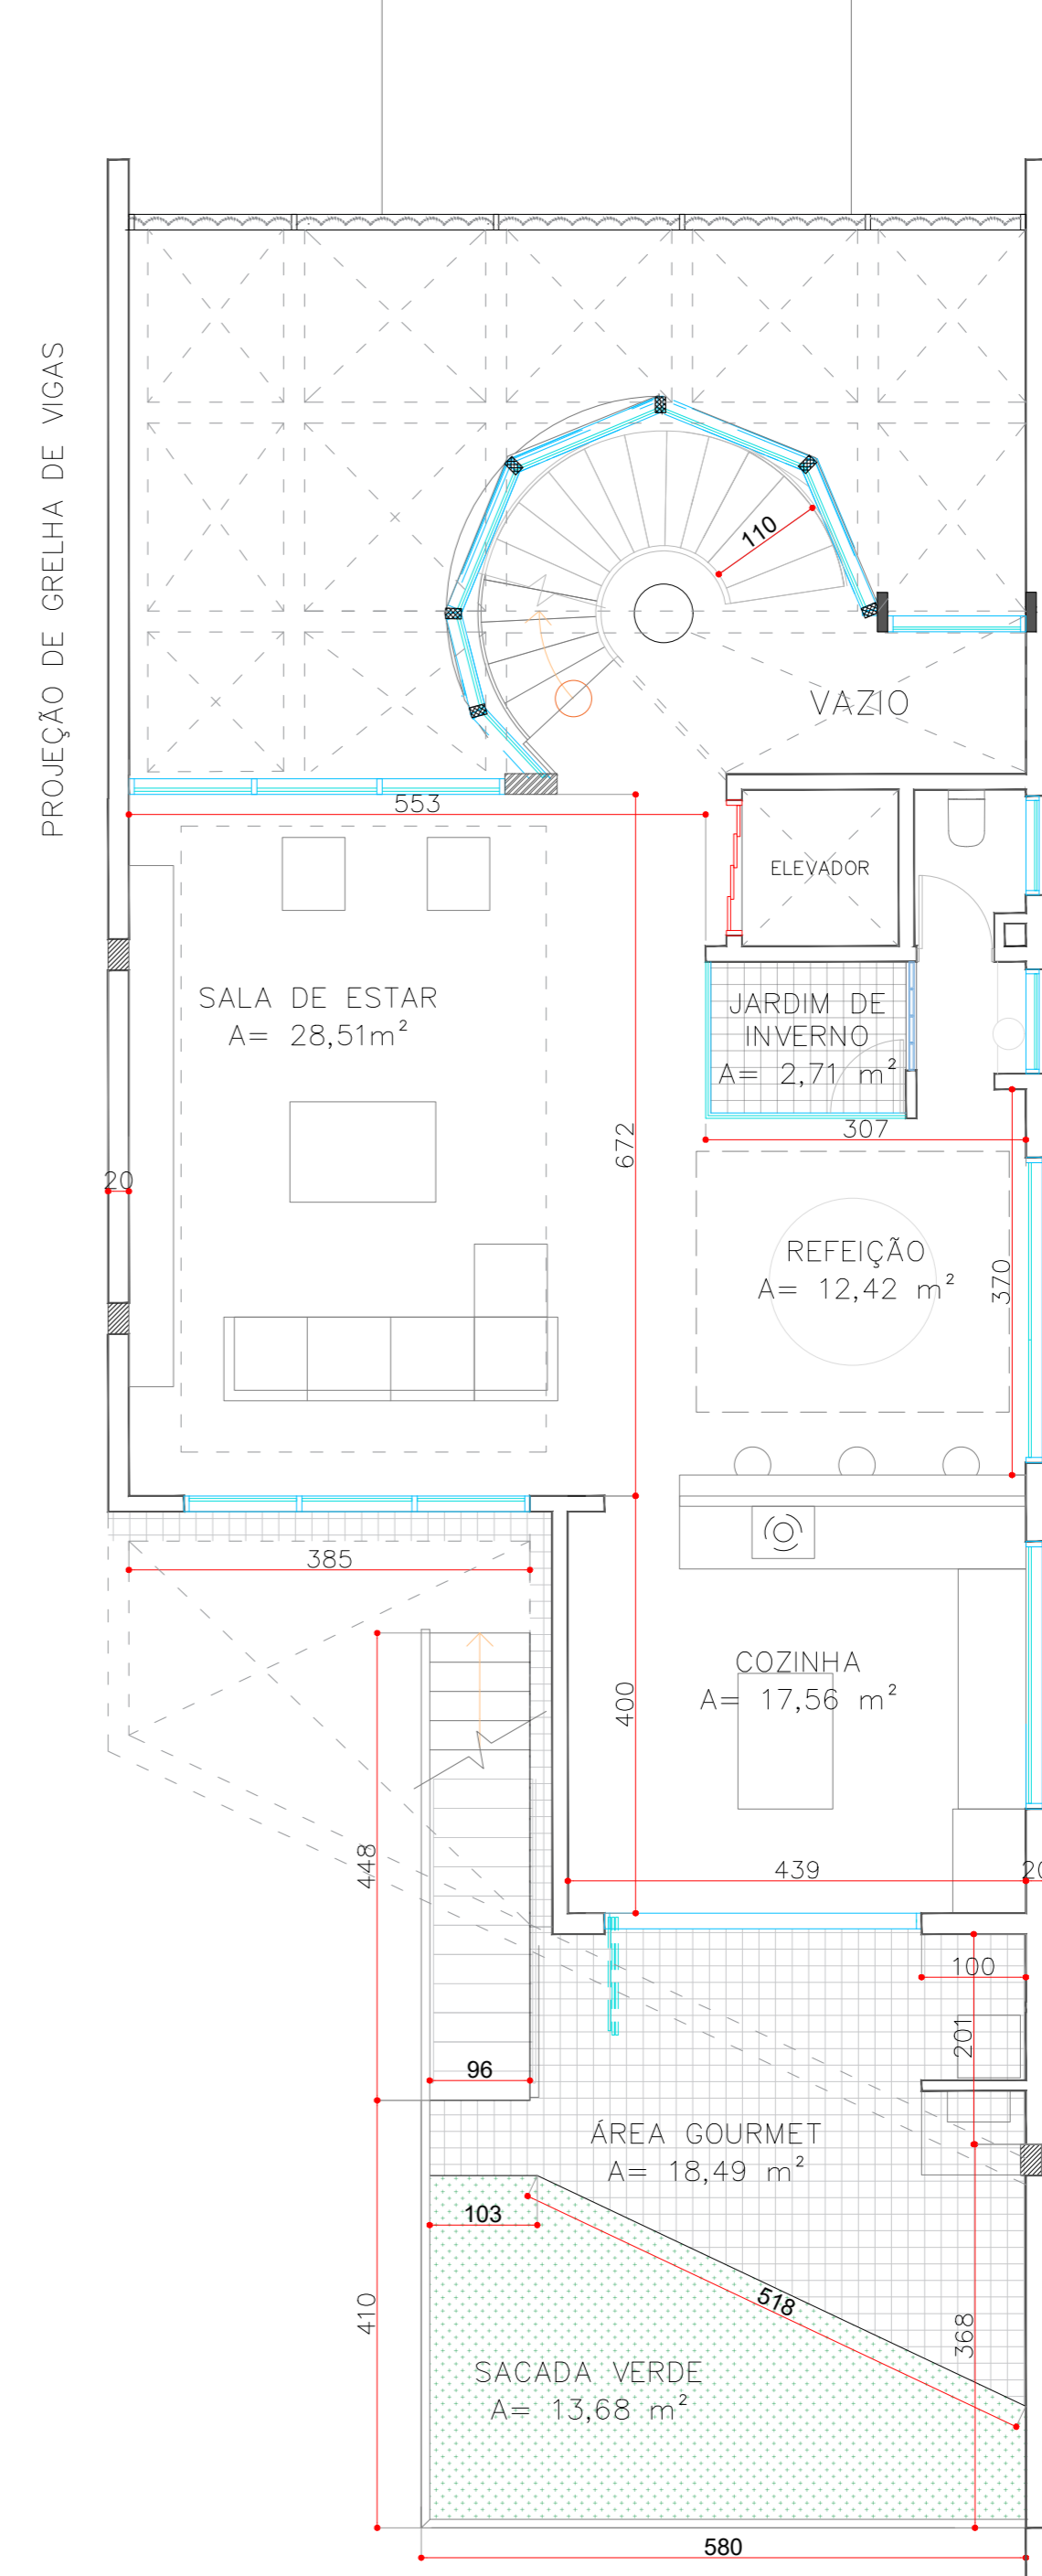 PROJEÇÃO DE GRELHA DE VIGAS
110
VAZIO
553
ELEVADOR
SALA DE ESTAR
A= 28,51m²
JARDIM DE
INVERNO
A= 2,71 m²
307
672
20
REFEIÇÃO
A= 12,42 m²
370
385
COZINHA
A= 17,56 m²
400
448
439
20
100
201
96
ÁREA GOURMET
A= 18,49 m²
103
518
410
368
SACADA VERDE
A= 13,68 m²
580